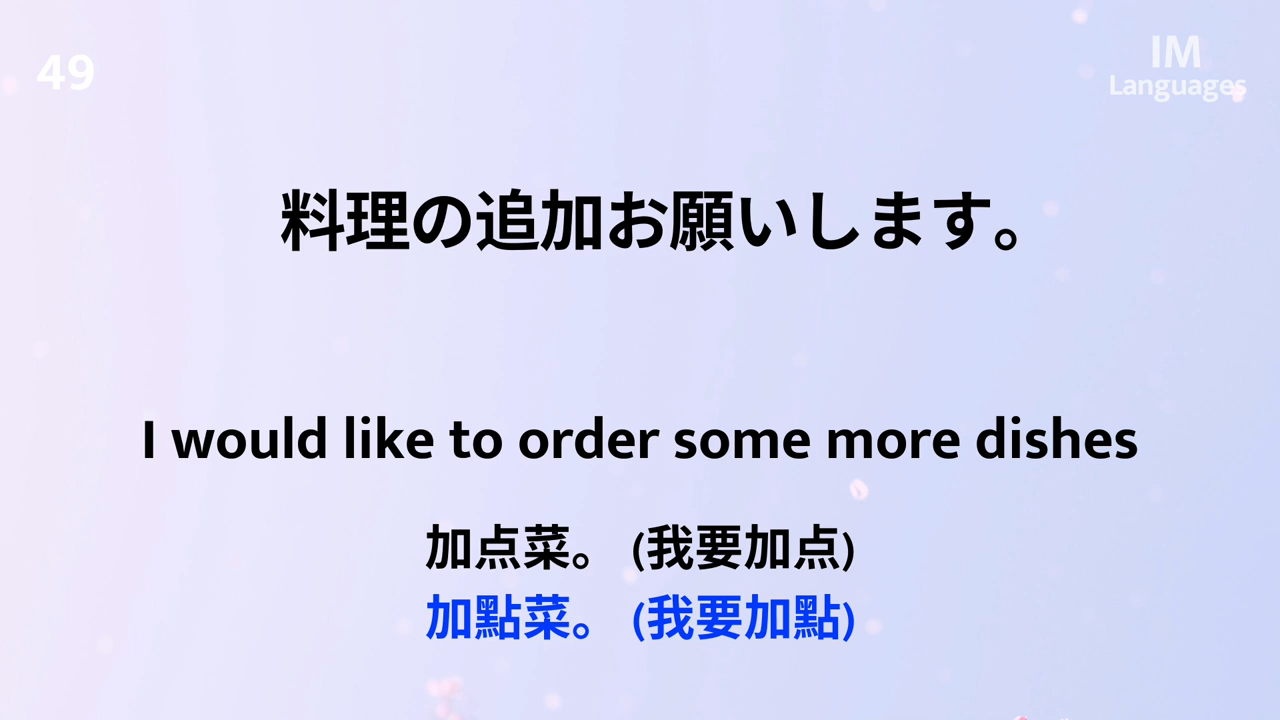 49
IM
Languages
料理の追加お願いします。
I would like to order some more dishes
加点菜。 (我要加点)
加點菜。 (我要加點)